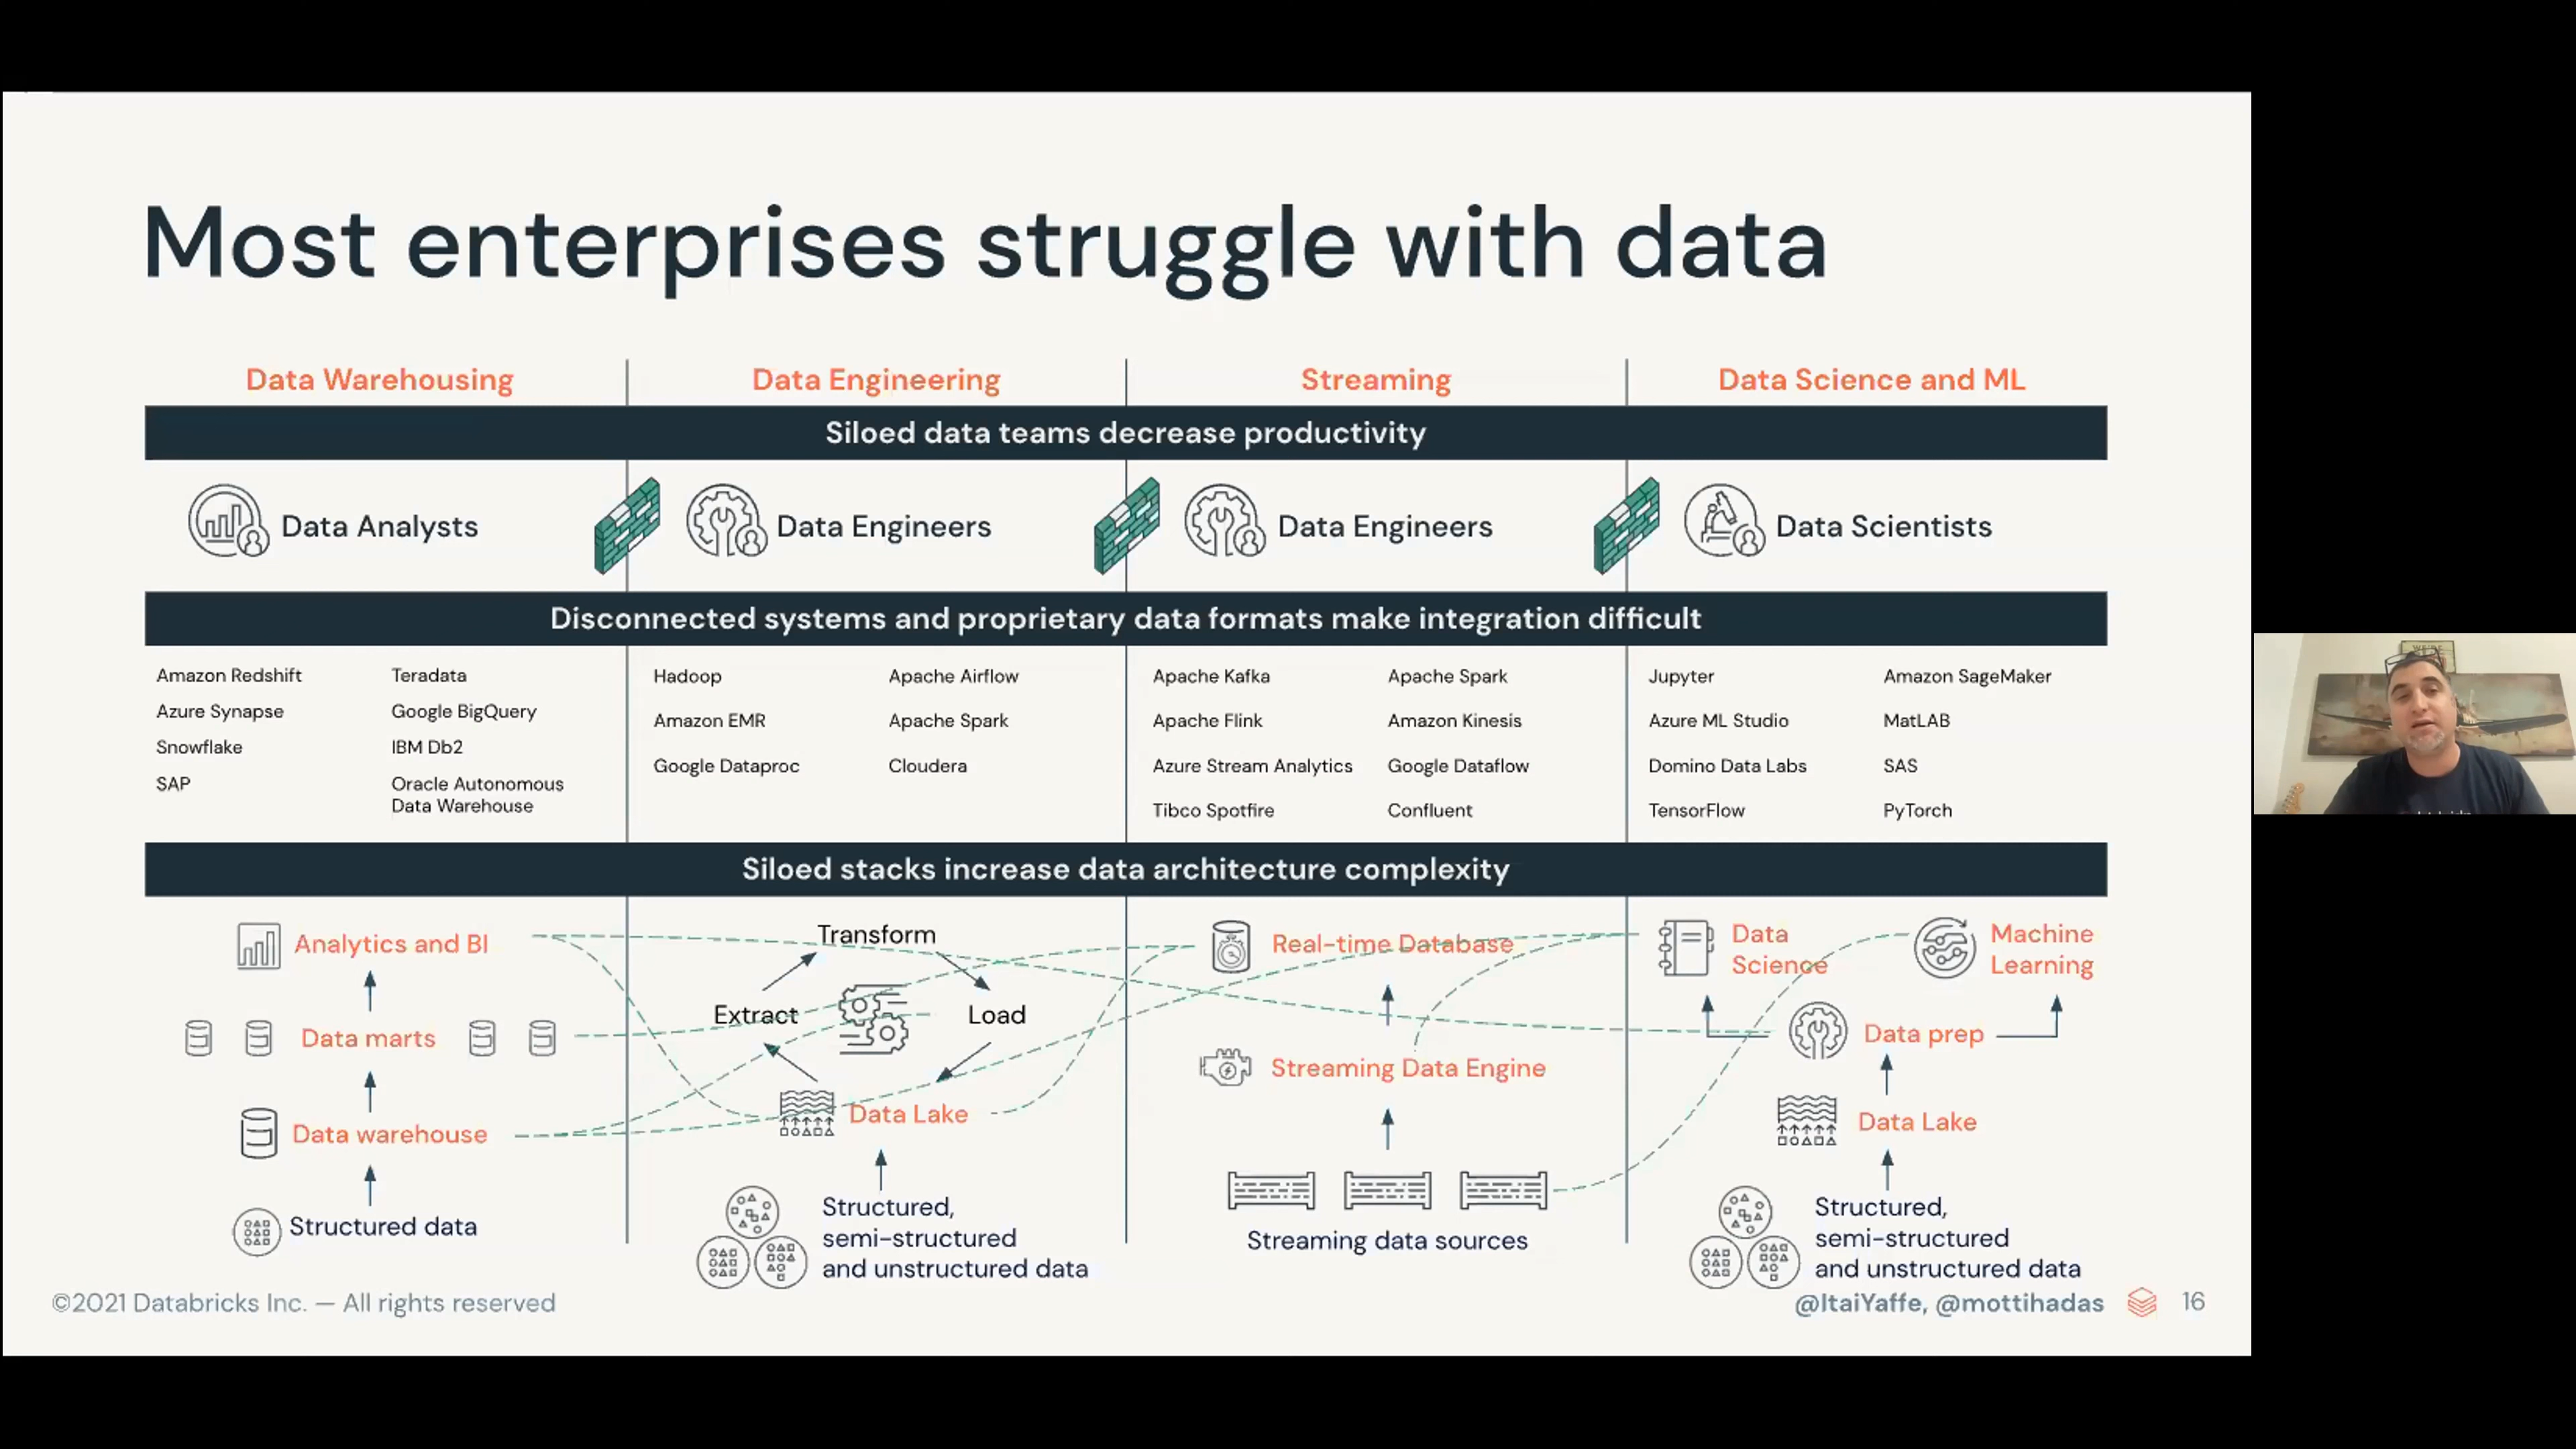 Most enterprises struggle with data
Data Warehousing
Data Engineering
Streaming
Data Science and ML
Siloed data teams decrease productivity
Data Analysts
Data Engineers
Data Engineers
Data Scientists
Disconnected systems and proprietary data formats make integration difficult
Amazon Redshift
Azure Synapse
Snowflake
SAP
Teradata
Google BigQuery
IBM Db2
Oracle Autonomous
Data Warehouse
Hadoop
Amazon EMR
Google Dataproc
Apache Airflow
Apache Spark
Cloudera
Apache Kafka
Apache Flink
Azure Stream Analytics
Tibco Spotfire
Apache Spark
Amazon Kinesis
Google Dataflow
Confluent
Jupyter
Azure ML Studio
Domino Data Labs
TensorFlow
Amazon SageMaker
MatLAB
SAS
PyTorch
Siloed stacks increase data architecture complexity
Analytics and BI
Data marts
Data warehouse
Structured data
Transform
Extract
Load
Data Lake
Structured,
semi-structured
and unstructured data
Real-time Database
Streaming Data Engine
Streaming data sources
Data
Science
Machine
Learning
Data prep
Data Lake
Structured,
semi-structured
and unstructured data
©2021 Databricks Inc. — All rights reserved
@ItaiYaffe, @mottihadas
16